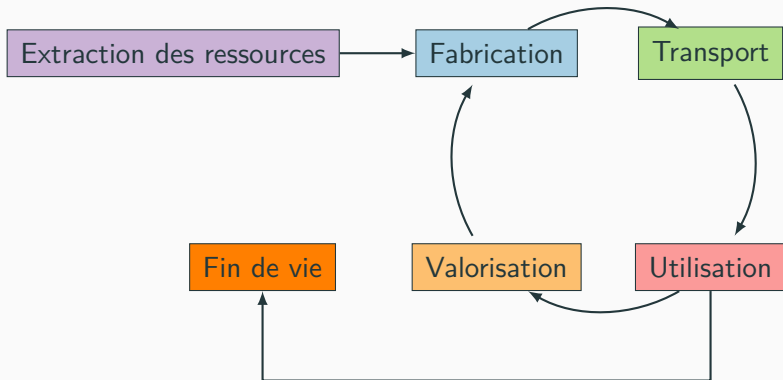 Extraction des ressources
Fabrication
Transport
Fin de vie
Valorisation
Utilisation